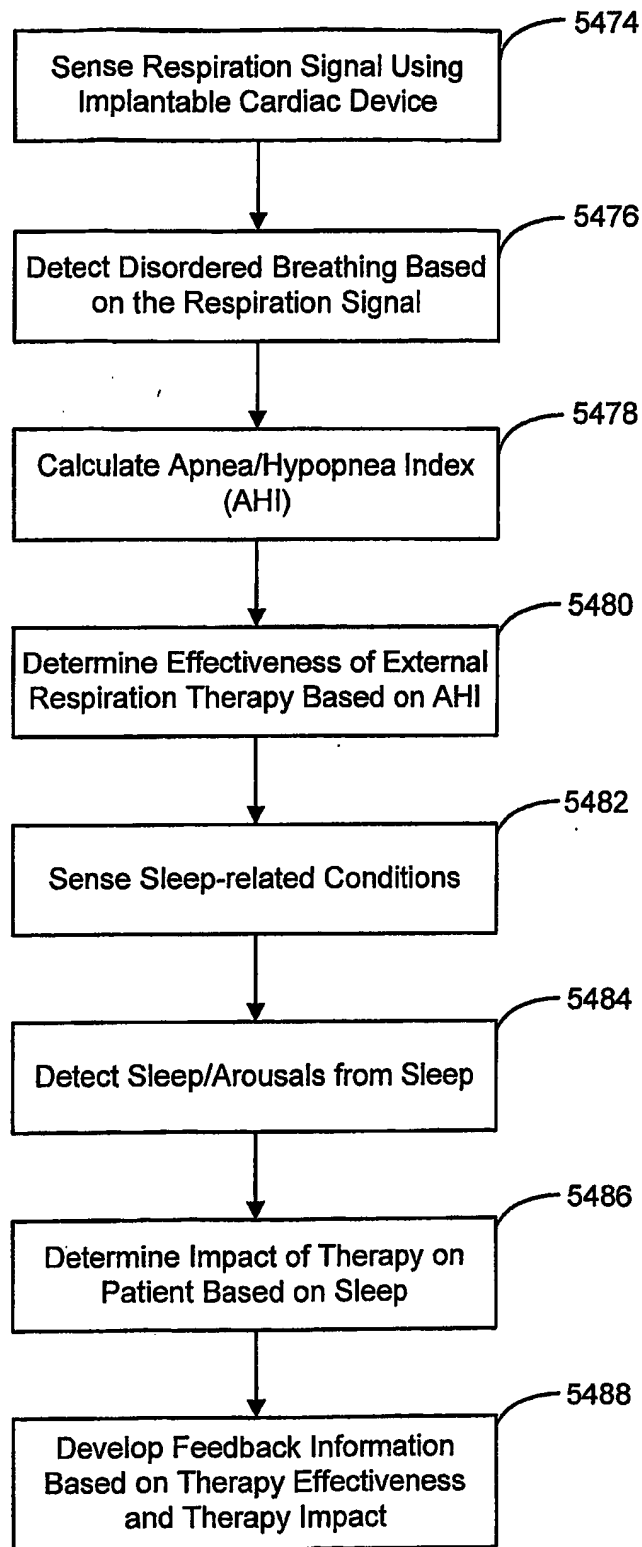 5474
Sense Respiration Signal Using
Implantable Cardiac Device
5476
Detect Disordered Breathing Based
on the Respiration Signal
5478
Calculate Apnea/Hypopnea Index
(AHI)
5480
Determine Effectiveness of External
Respiration Therapy Based on AHI
5482
Sense Sleep-related Conditions
5484
Detect Sleep/Arousals from Sleep
5486
Determine Impact of Therapy on
Patient Based on Sleep
5488
Develop Feedback Information
Based on Therapy Effectiveness
and Therapy Impact